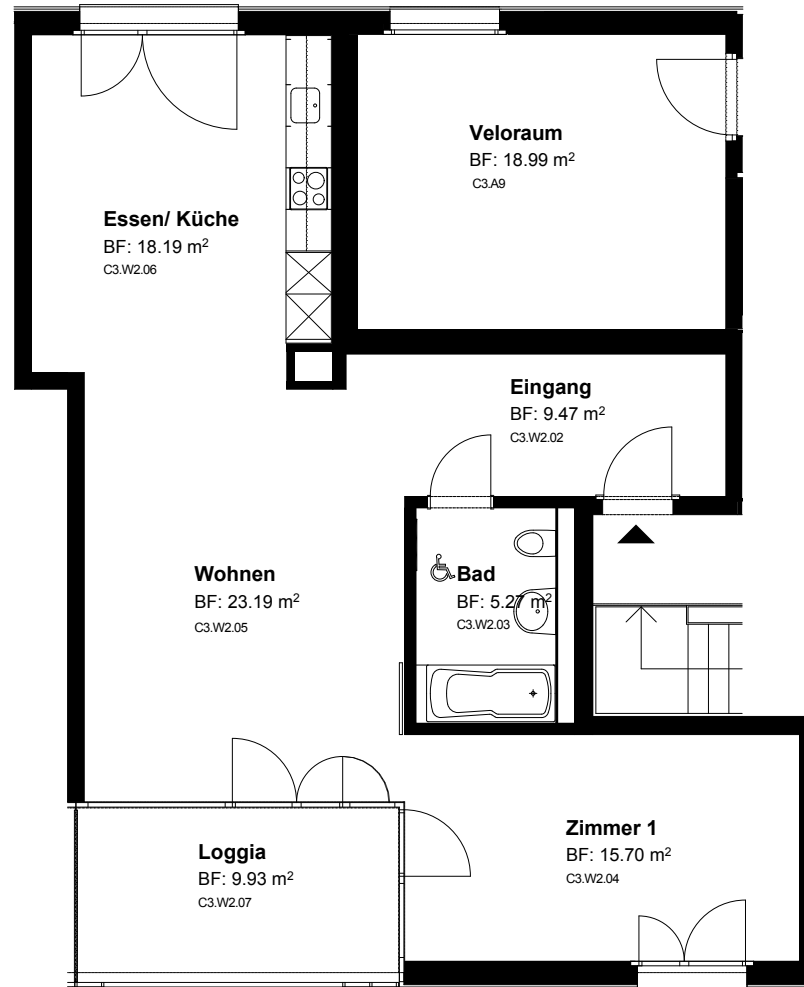 Veloraum
BF: 18.99 m²
C3.A9
Essen/ Küche
BF: 18.19 m²
C3.W2.06
Eingang
BF: 9.47 m²
C3.W2.02
Wohnen
BF: 23.19 m²
C3.W2.05
Bad
BF: 5.27 m²
C3.W2.03
Zimmer 1
BF: 15.70 m²
C3.W2.04
Loggia
BF: 9.93 m²
C3.W2.07